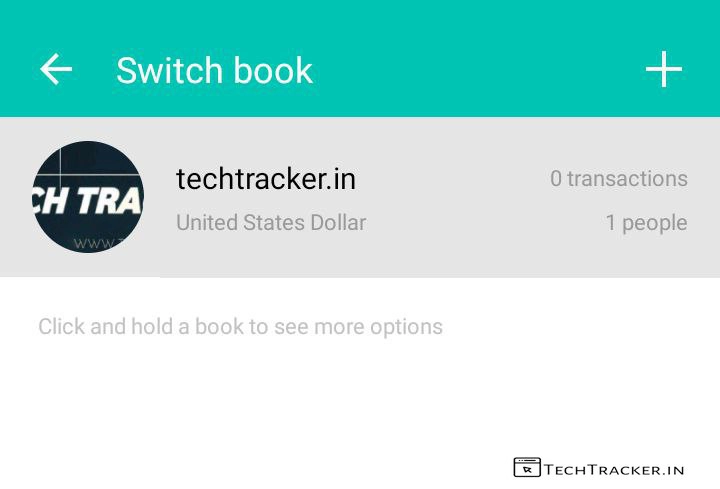 Switch book
CH TRA
WWW.T
techtracker.in
0 transactions
United States Dollar
1 people
Click and hold a book to see more options
TECHTRACKER.IN